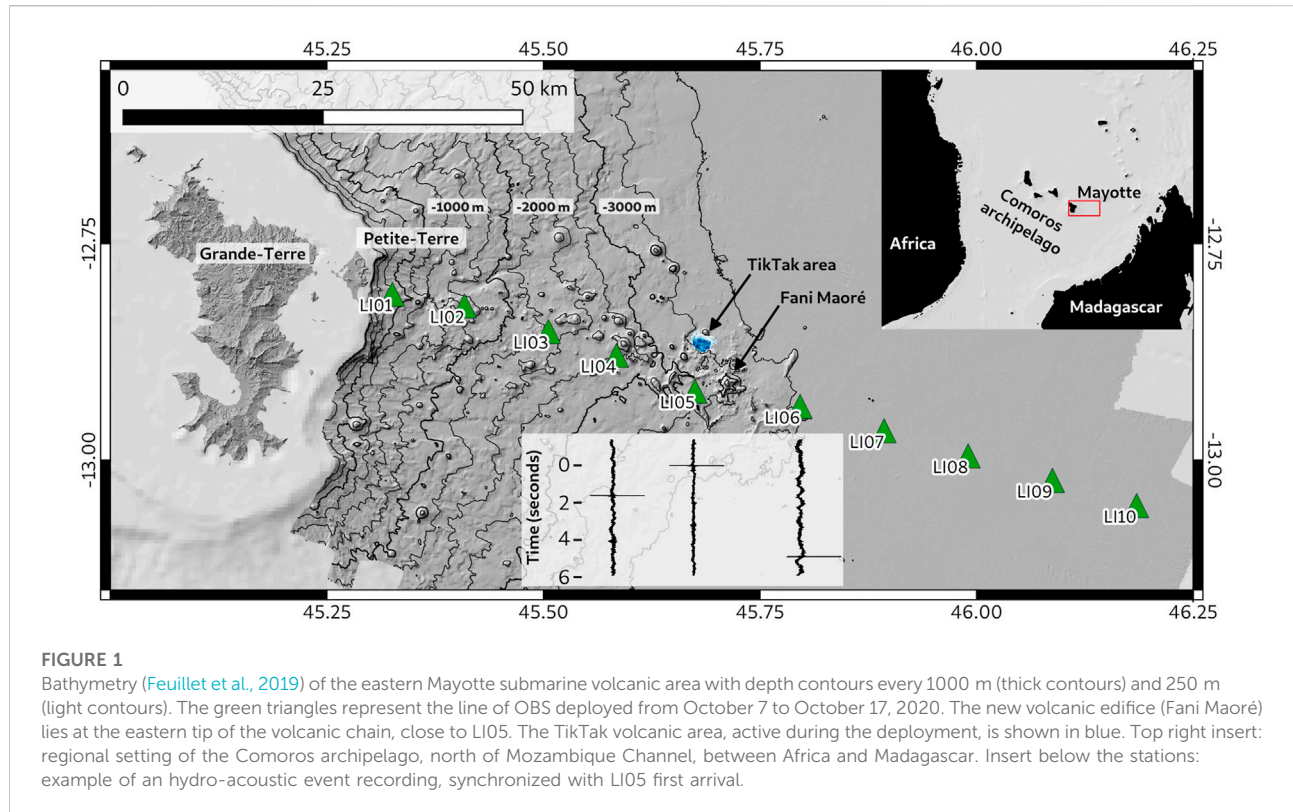 45.25 45.50 45.75 46.00 46.25
0 25 50 km
-12.75
-13.00
Grande-Terre
Petite-Terre
-1000 m
-2000 m
-3000 m
TikTak area
Fani Maoré
LI01
LI02
LI03
LI04
LI05
LI06
LI07
LI08
LI09
LI10
Africa
Comoros
archipelago
Mayotte
Madagascar
-12.75
-13.00
Time (seconds)
0
2
4
6
45.25 45.50 45.75 46.00 46.25
FIGURE 1
Bathymetry (Feuillet et al., 2019) of the eastern Mayotte submarine volcanic area with depth contours every 1000 m (thick contours) and 250 m
(light contours). The green triangles represent the line of OBS deployed from October 7 to October 17, 2020. The new volcanic edifice (Fani Maoré)
lies at the eastern tip of the volcanic chain, close to LI05. The TikTak volcanic area, active during the deployment, is shown in blue. Top right insert:
regional setting of the Comoros archipelago, north of Mozambique Channel, between Africa and Madagascar. Insert below the stations:
example of an hydro-acoustic event recording, synchronized with LI05 first arrival.